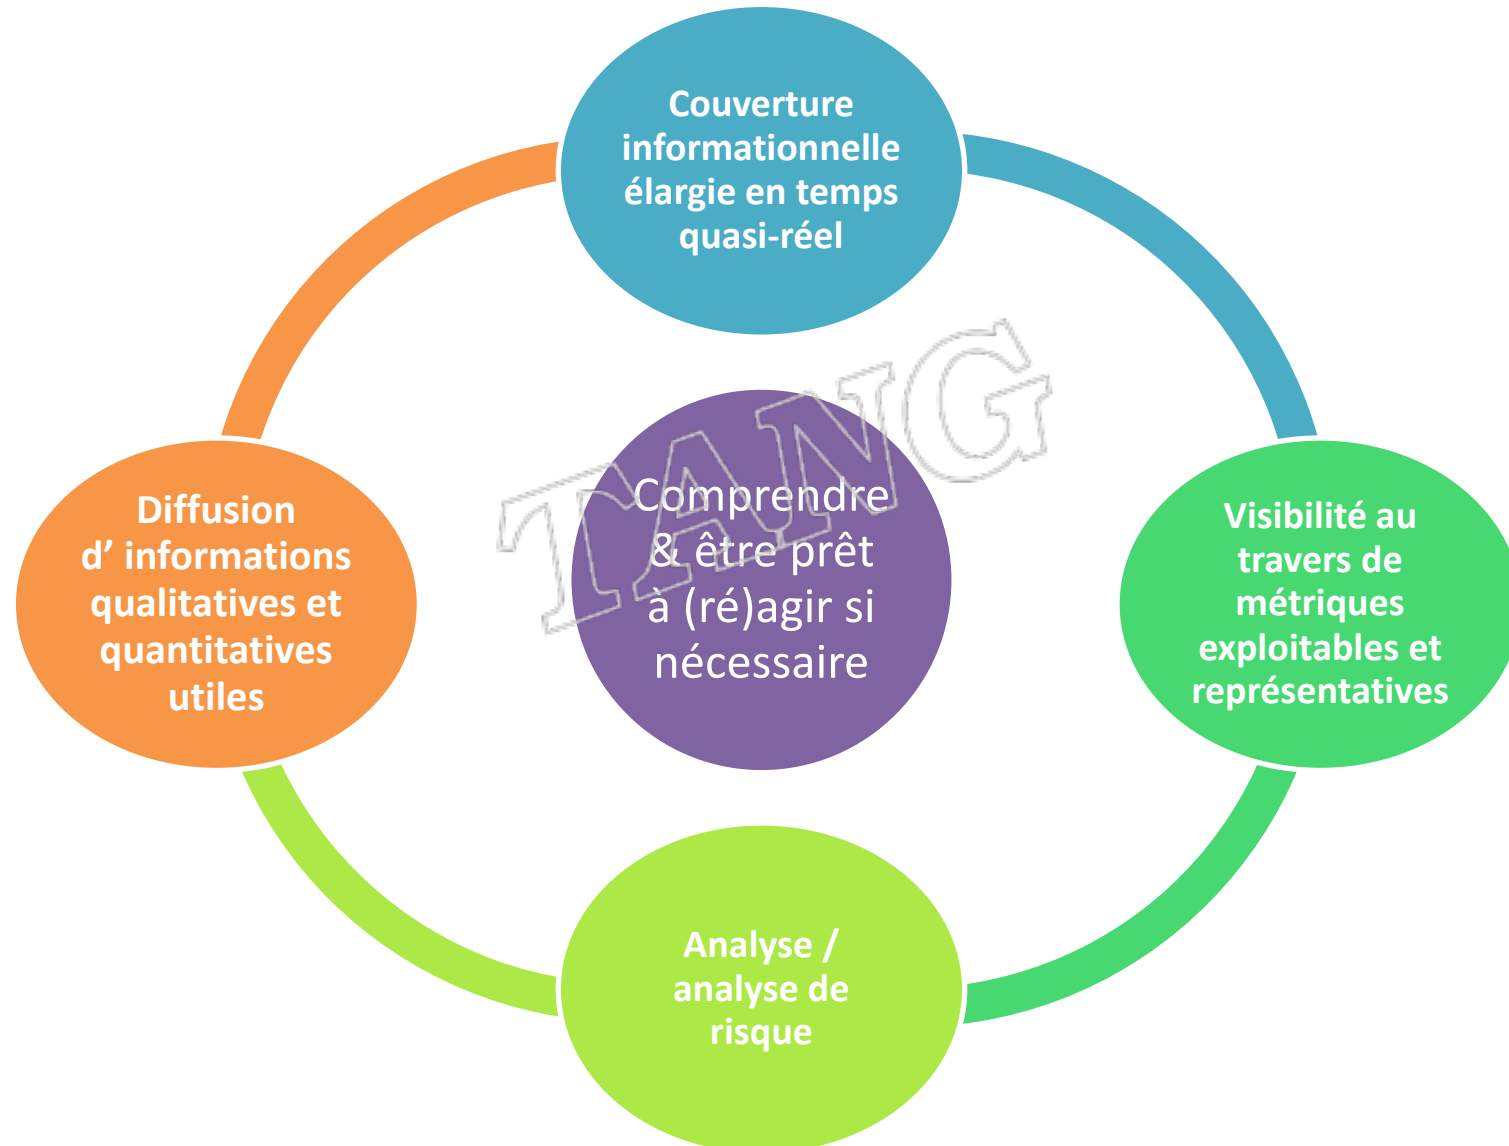 Couverture
informationnelle
élargie en temps
quasi-réel
Diffusion
d’ informations
qualitatives et
quantitatives
utiles
TANG
Comprendre
& être prêt
à (ré)agir si
nécessaire
Visibilité au
travers de
métriques
exploitables et
représentatives
Analyse /
analyse de
risque